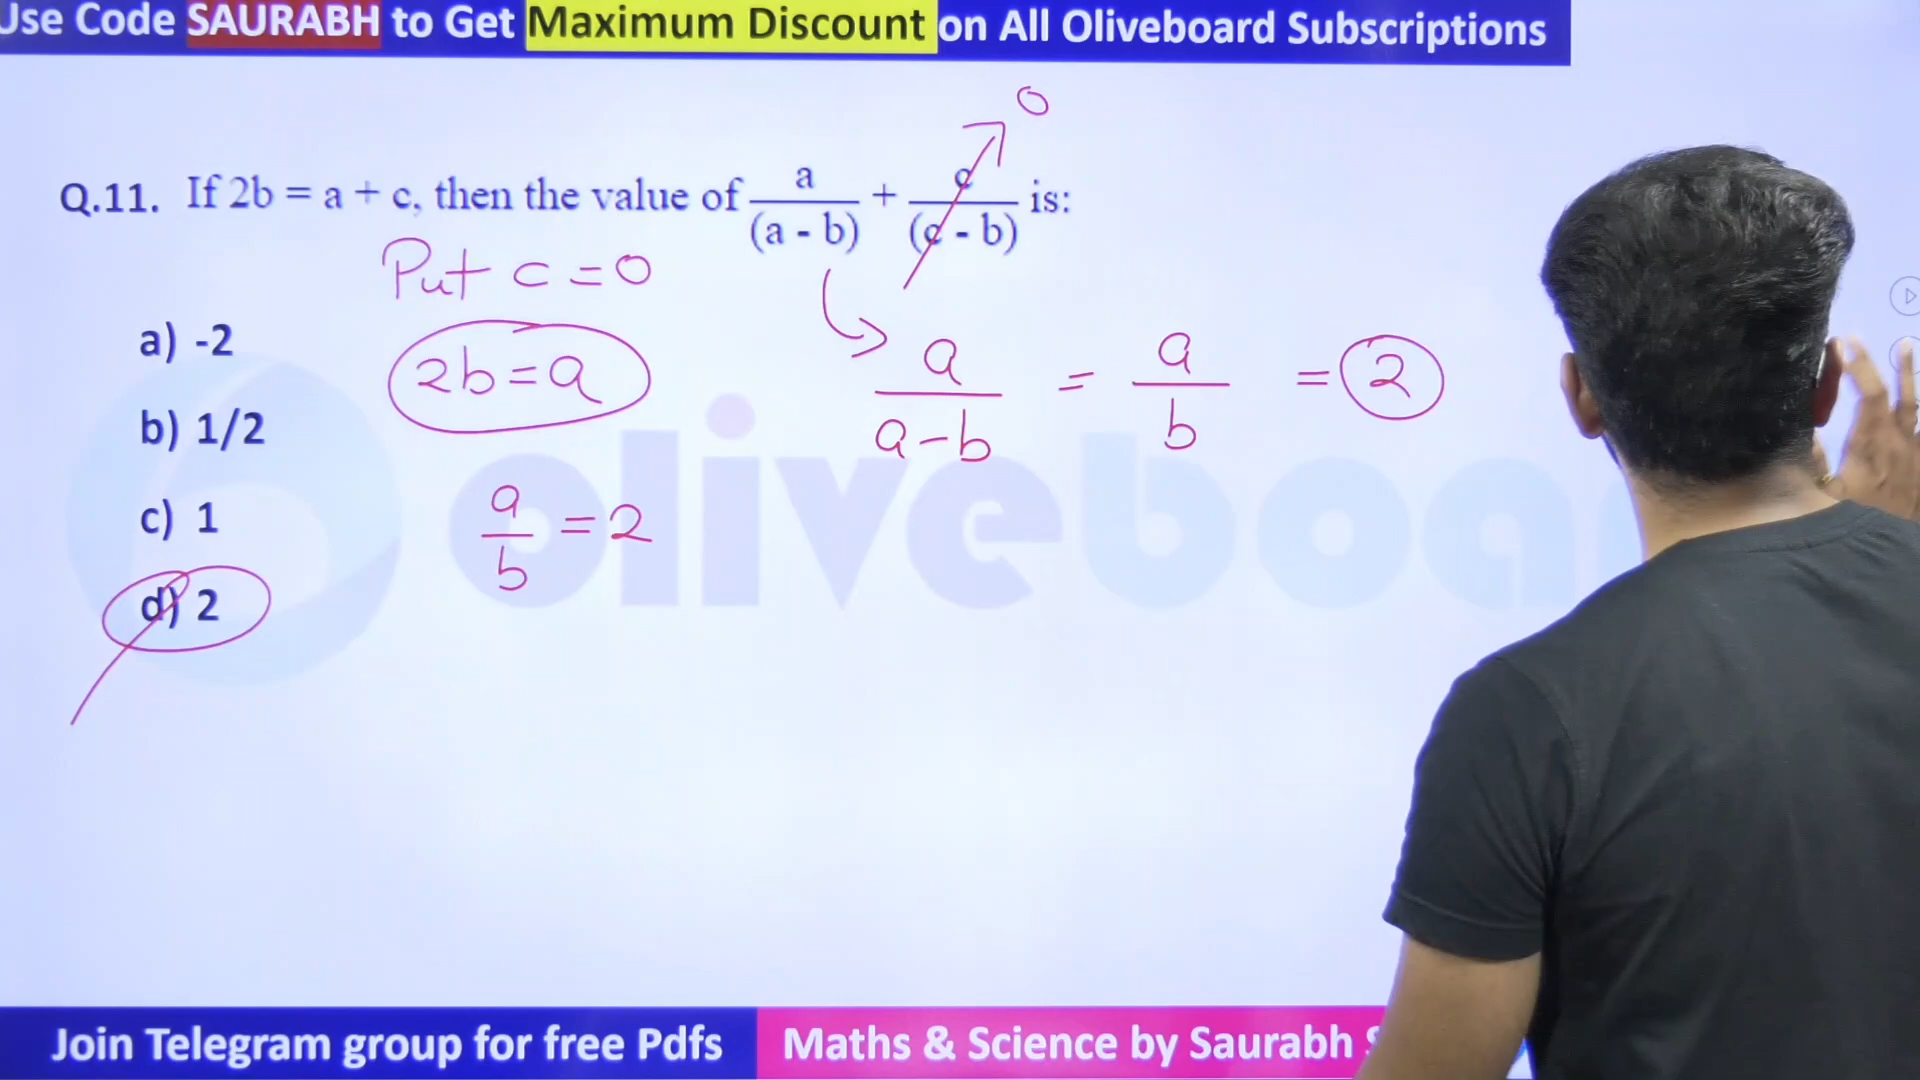 Use Code SAURABH to Get Maximum Discount on All Oliveboard Subscriptions
0
Q.11. If 2b = a + c, then the value of a/(a - b) + c/(c - b) is:
Put c = 0
a) -2
2b = a
a/(a-b) = a/b = 2
b) 1/2
c) 1
a/b = 2
d) 2
oliveboa
Join Telegram group for free Pdfs
Maths & Science by Saurabh S